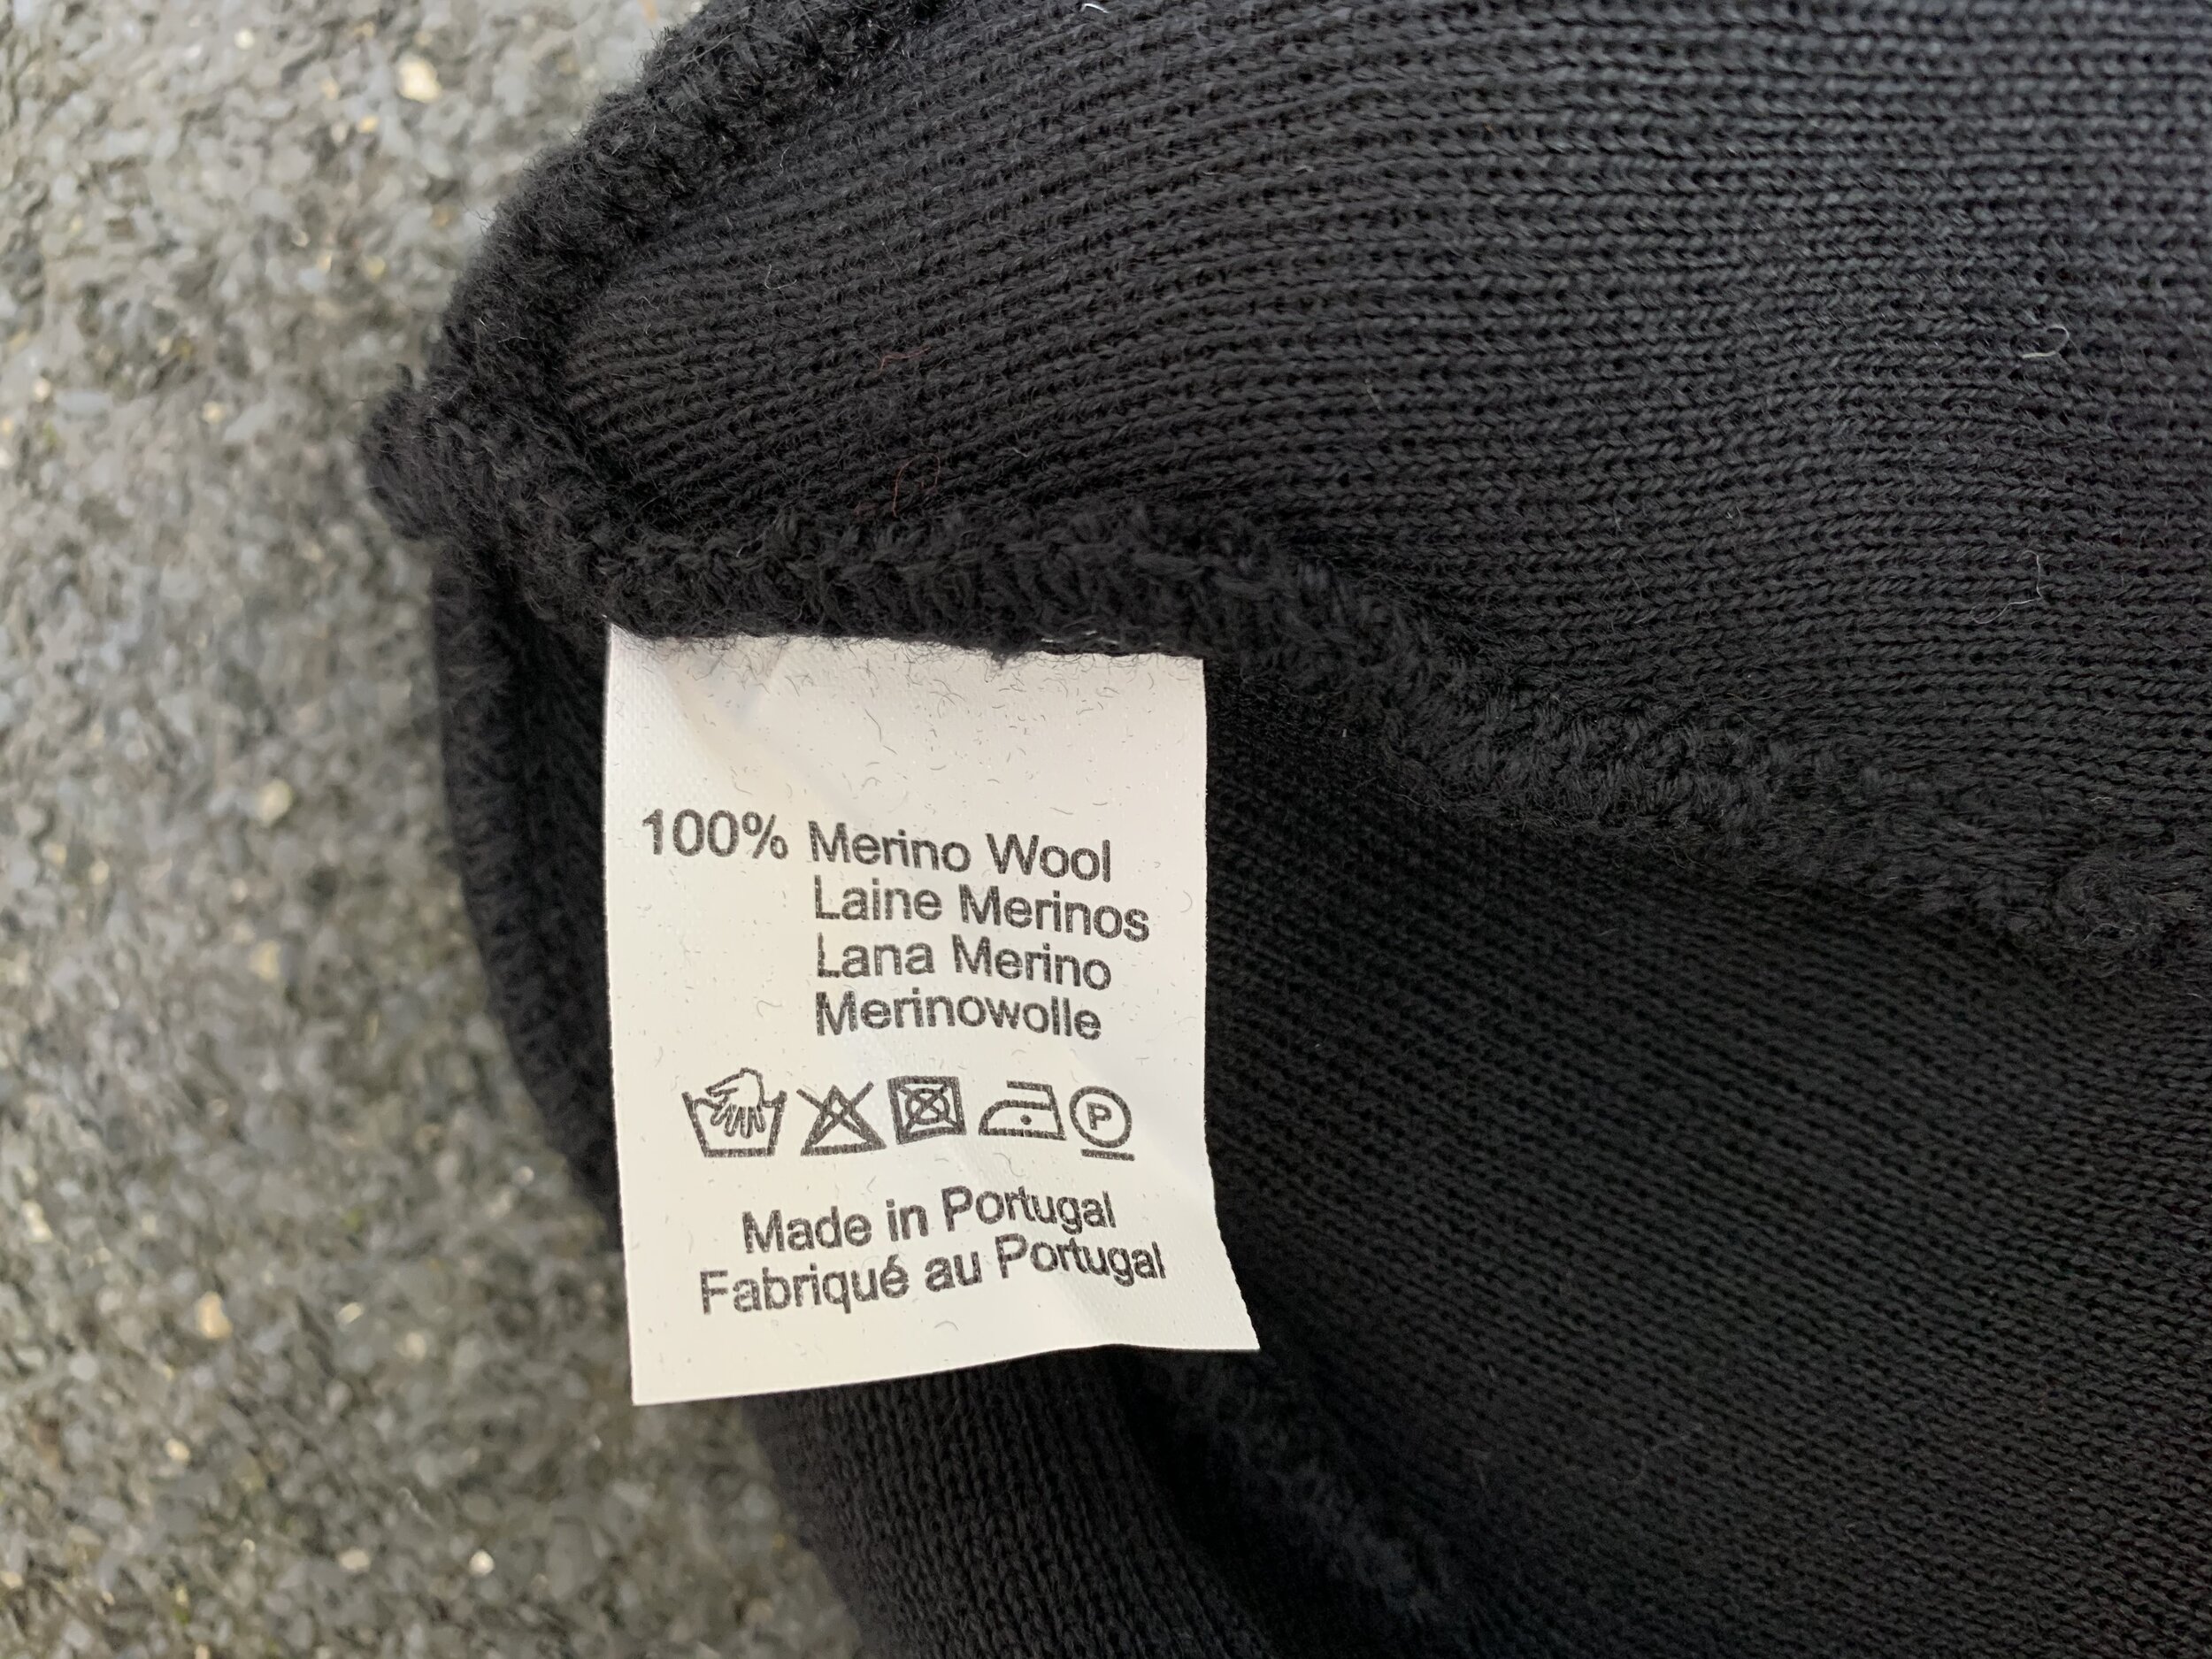 100% Merino Wool
Laine Merinos
Lana Merino
Merinowolle
P
Made in Portugal
Fabriqué au Portugal